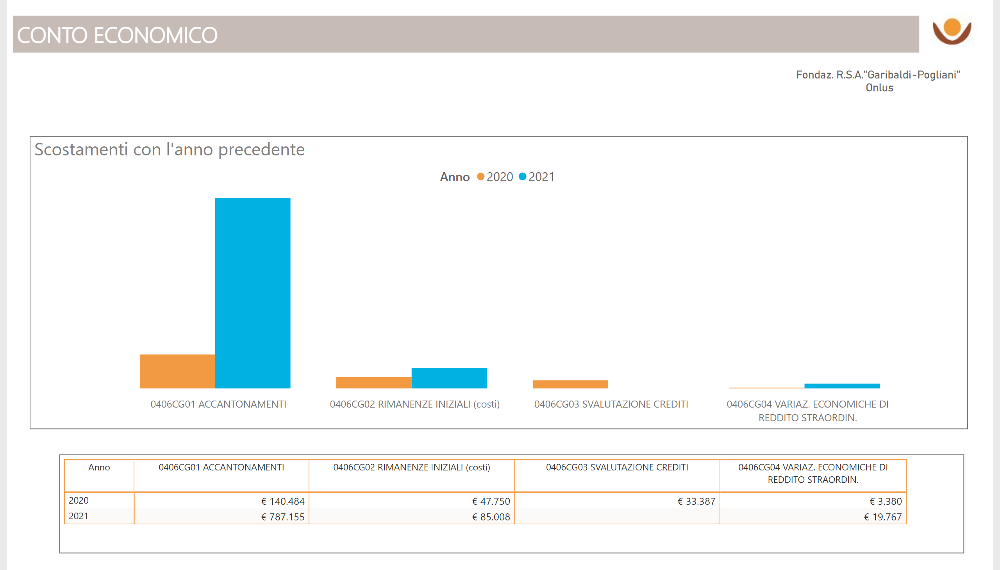 CONTO ECONOMICO
Fondaz. R.S.A."Garibaldi-Pogliani"
Onlus
Scostamenti con l'anno precedente
Anno 2020 2021
0406CG01 ACCANTONAMENTI
0406CG02 RIMANENZE INIZIALI (costi)
0406CG03 SVALUTAZIONE CREDITI
0406CG04 VARIAZ. ECONOMICHE DI
REDDITO STRAORDIN.
Anno 0406CG01 ACCANTONAMENTI 0406CG02 RIMANENZE INIZIALI (costi) 0406CG03 SVALUTAZIONE CREDITI 0406CG04 VARIAZ. ECONOMICHE DI
REDDITO STRAORDIN.
2020 € 140.484 € 47.750 € 33.387 € 3.380
2021 € 787.155 € 85.008 € 19.767